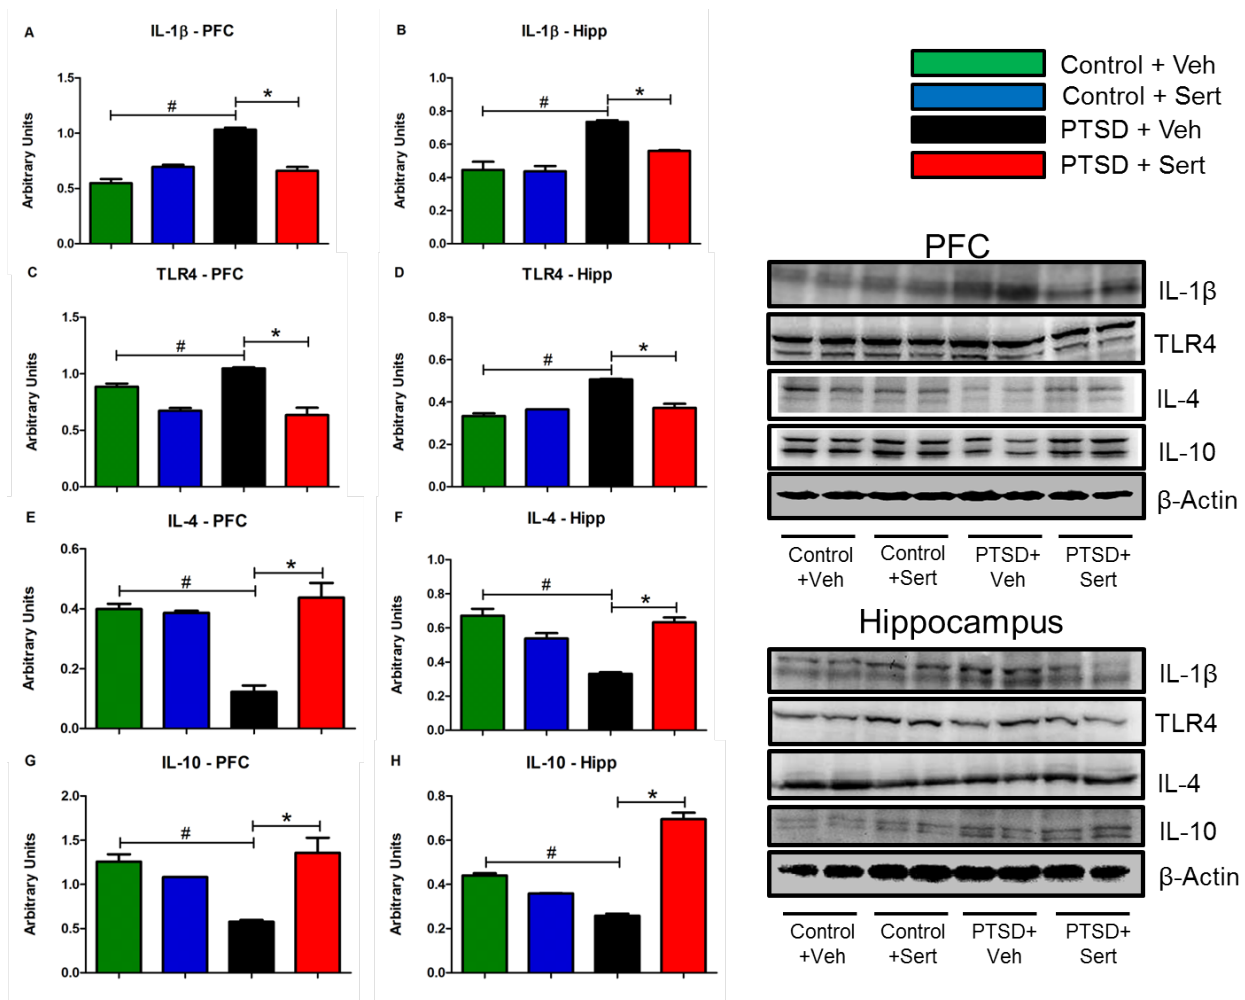 A
IL-1β - PFC
Arbitrary Units
1.5
1.0
0.5
0.0
#
*
B
IL-1β - Hipp
Arbitrary Units
1.0
0.8
0.6
0.4
0.2
0.0
#
*
C
TLR4 - PFC
Arbitrary Units
1.5
1.0
0.5
0.0
#
*
D
TLR4 - Hipp
Arbitrary Units
0.8
0.6
0.4
0.2
0.0
#
*
E
IL-4 - PFC
Arbitrary Units
0.6
0.4
0.2
0.0
#
*
F
IL-4 - Hipp
Arbitrary Units
1.0
0.8
0.6
0.4
0.2
0.0
#
*
G
IL-10 - PFC
Arbitrary Units
2.0
1.5
1.0
0.5
0.0
#
*
H
IL-10 - Hipp
Arbitrary Units
0.8
0.6
0.4
0.2
0.0
#
*
Control + Veh
Control + Sert
PTSD + Veh
PTSD + Sert
PFC
IL-1β
TLR4
IL-4
IL-10
β-Actin
Control
+Veh
Control
+Sert
PTSD+
Veh
PTSD+
Sert
Hippocampus
IL-1β
TLR4
IL-4
IL-10
β-Actin
Control
+Veh
Control
+Sert
PTSD+
Veh
PTSD+
Sert